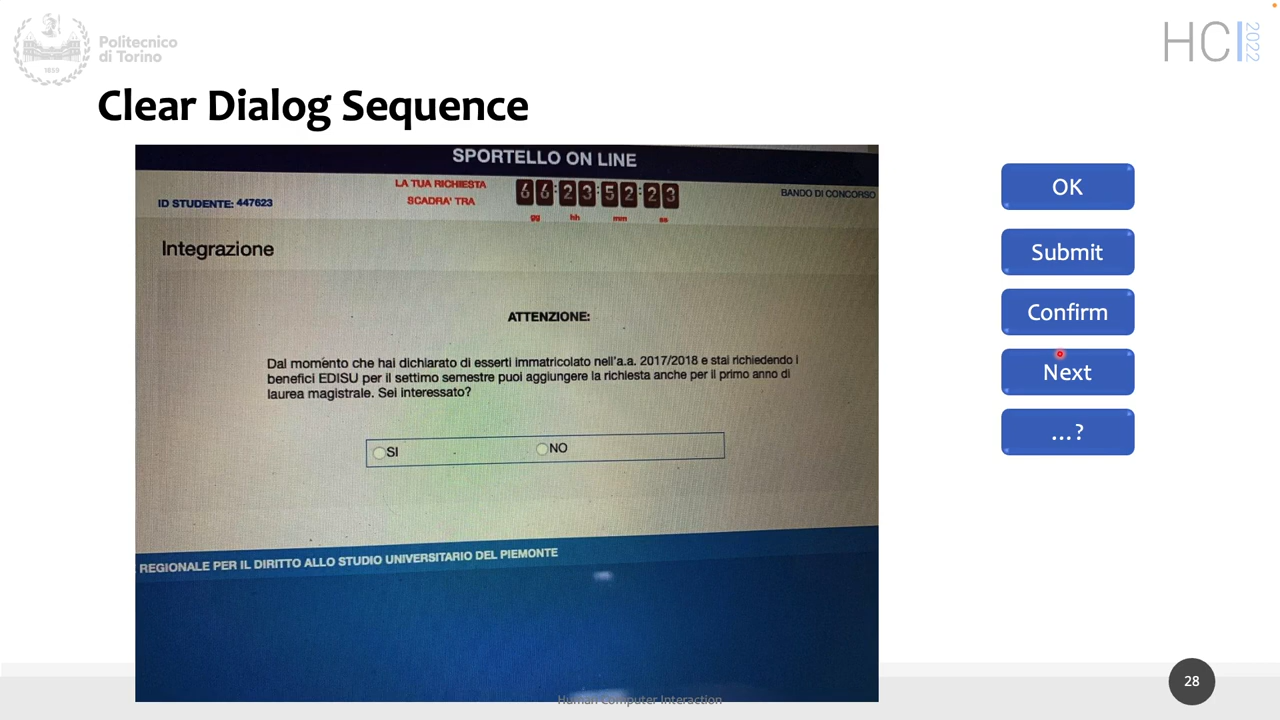 Politecnico
di Torino
1859
HCI 2022
Clear Dialog Sequence
SPORTELLO ON LINE
LA TUA RICHIESTA
SCADRA' TRA
66:23:52:23
gg hh mm ss
BANDO DI CONCORSO
ID STUDENTE: 447623
Integrazione
ATTENZIONE:
Dal momento che hai dichiarato di esserti immatricolato nell'a.a. 2017/2018 e stai richiedendo i
benefici EDISU per il settimo semestre puoi aggiungere la richiesta anche per il primo anno di
laurea magistrale. Sei interessato?
SI NO
REGIONALE PER IL DIRITTO ALLO STUDIO UNIVERSITARIO DEL PIEMONTE
OK
Submit
Confirm
Next
...?
Human Computer Interaction
28